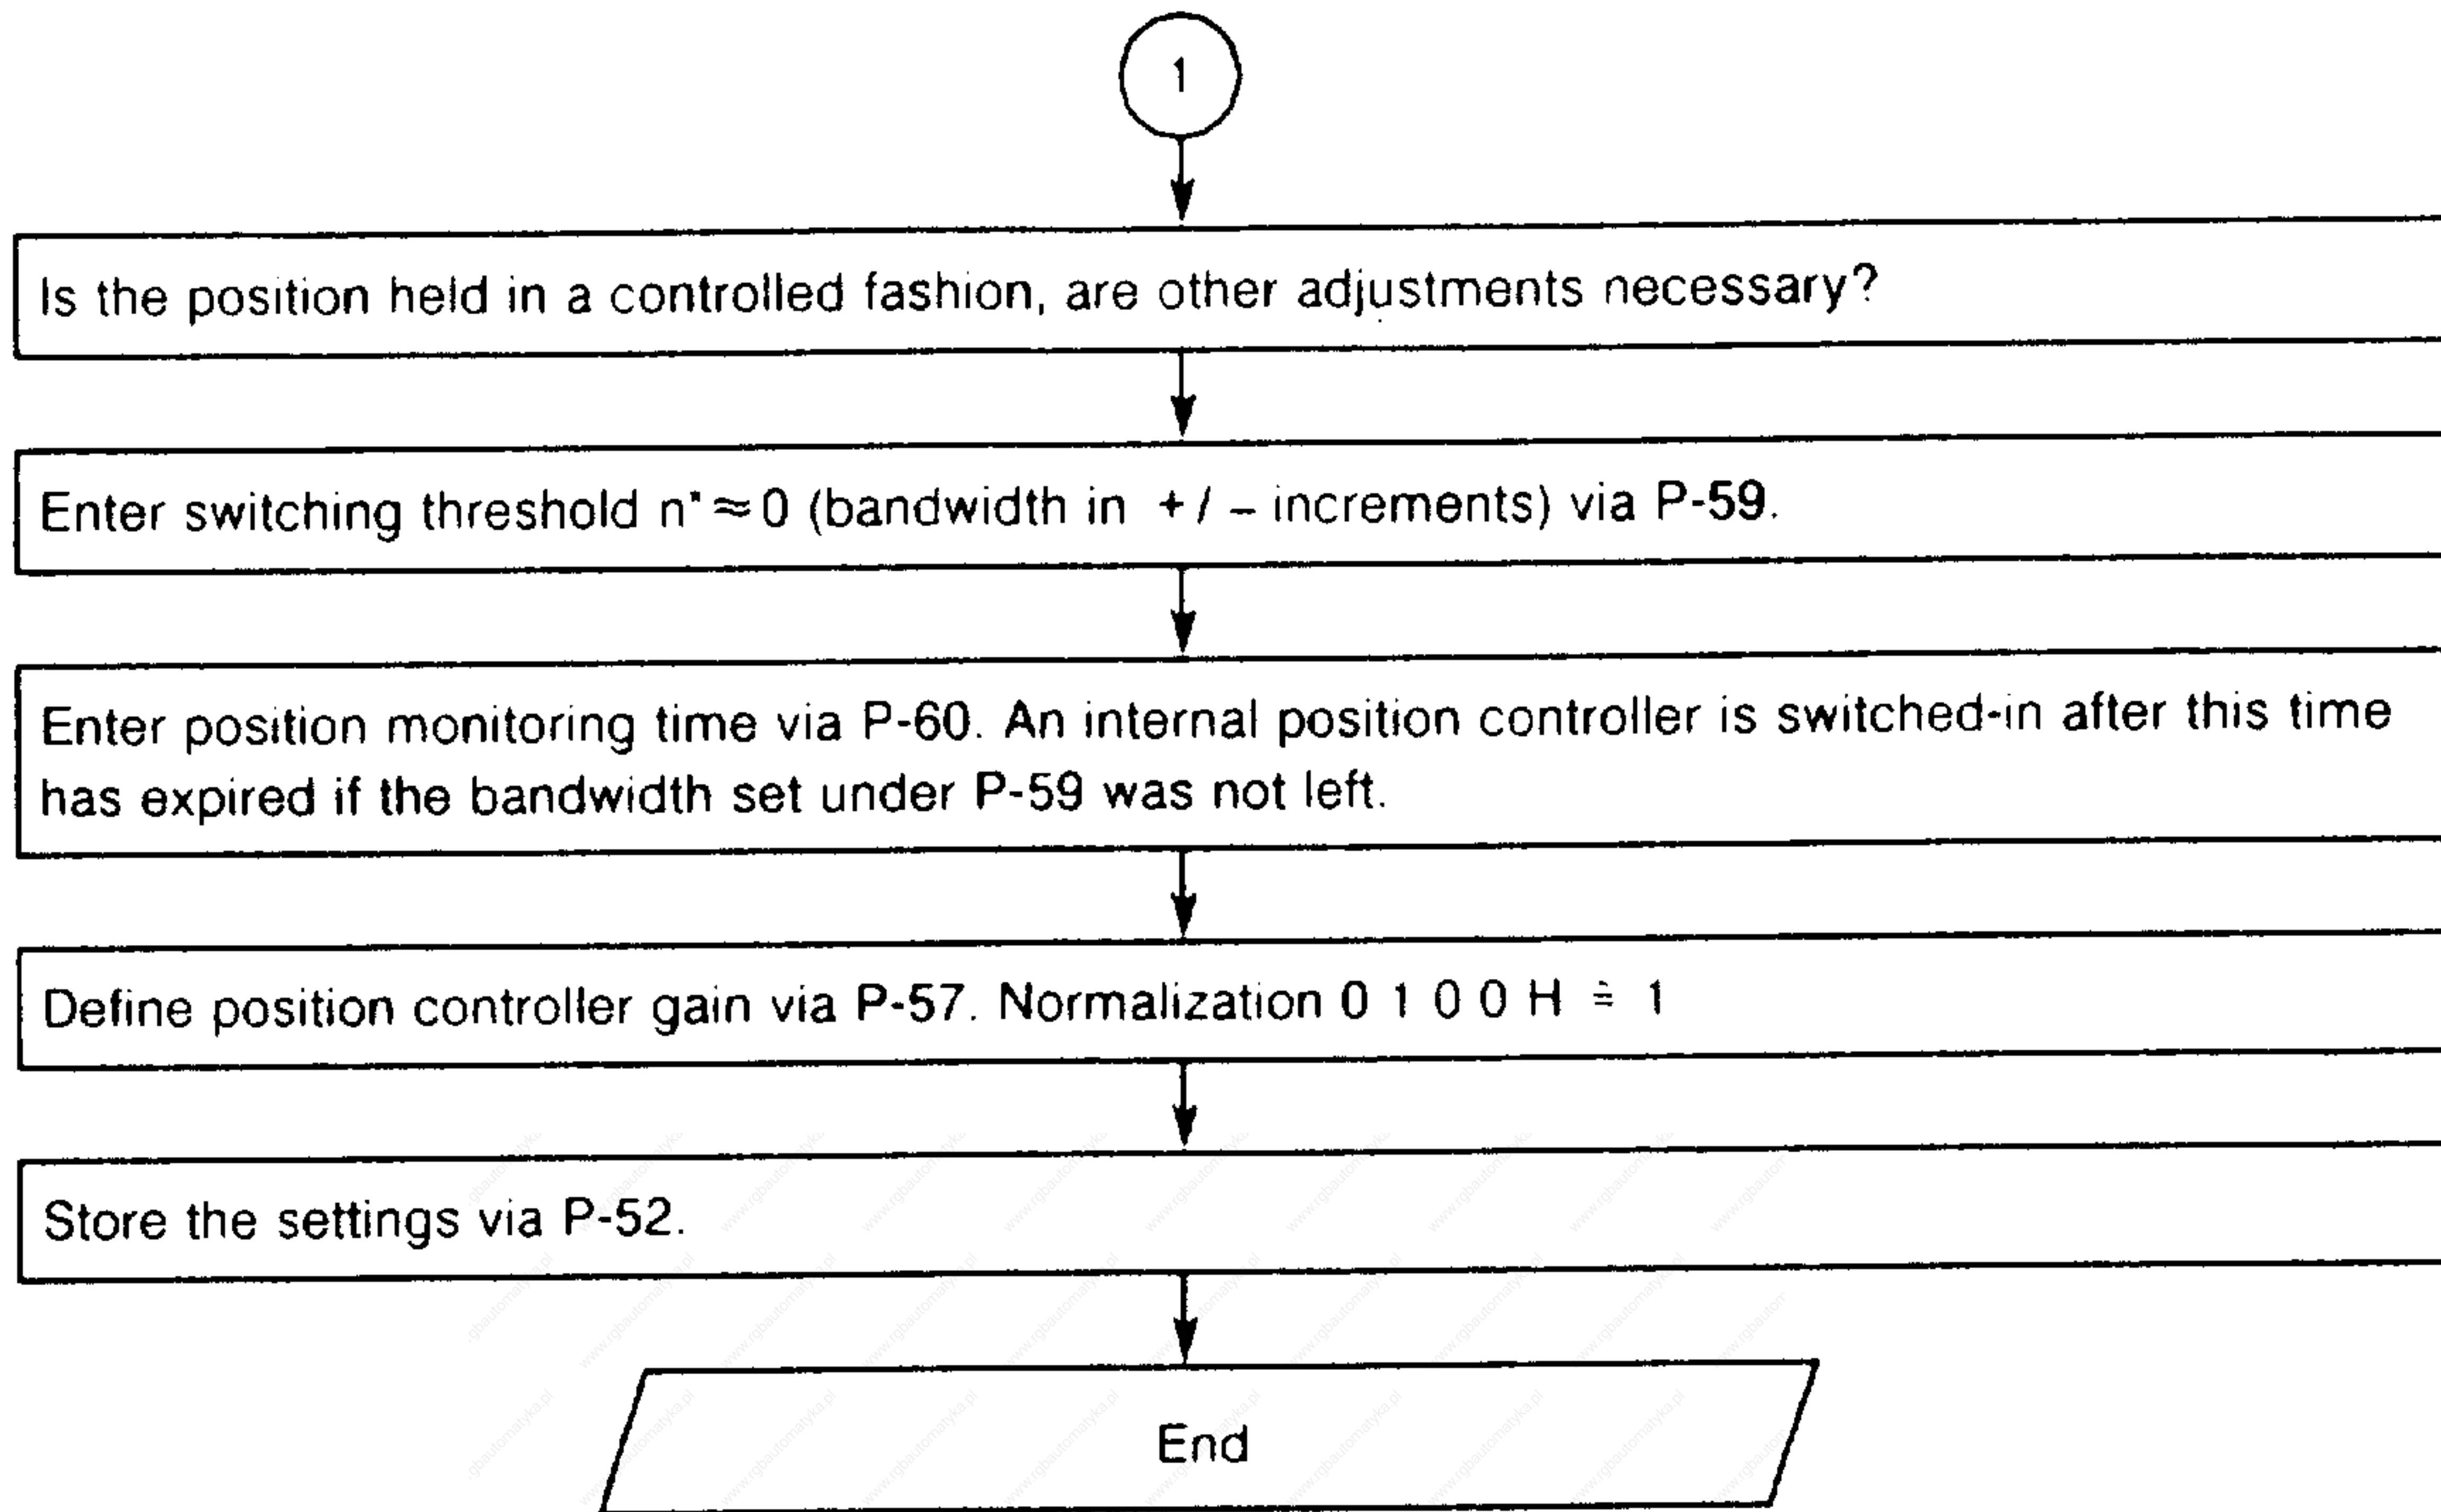 1
Is the position held in a controlled fashion, are other adjustments necessary?
Enter switching threshold n* ≈ 0 (bandwidth in + / – increments) via P-59.
Enter position monitoring time via P-60. An internal position controller is switched-in after this time
has expired if the bandwidth set under P-59 was not left.
Define position controller gain via P-57. Normalization 0 1 0 0 H ≙ 1
Store the settings via P-52.
End
www.rgbautomatyka.pl